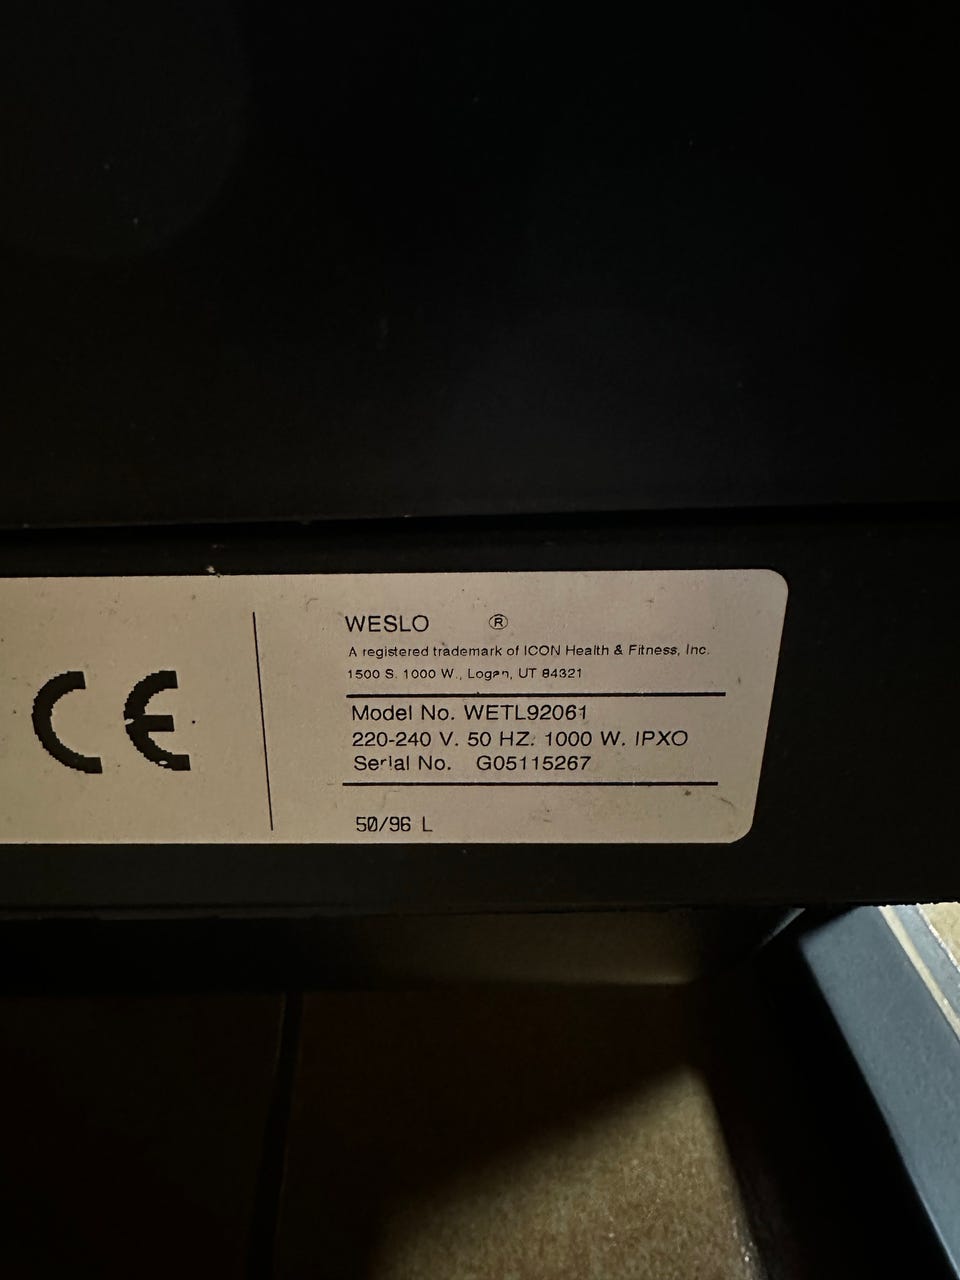 CE
WESLO ®
A registered trademark of ICON Health & Fitness, Inc.
1500 S. 1000 W., Logan, UT 84321
Model No. WETL92061
220-240 V. 50 HZ. 1000 W. IPXO
Serial No. G05115267
50/96 L